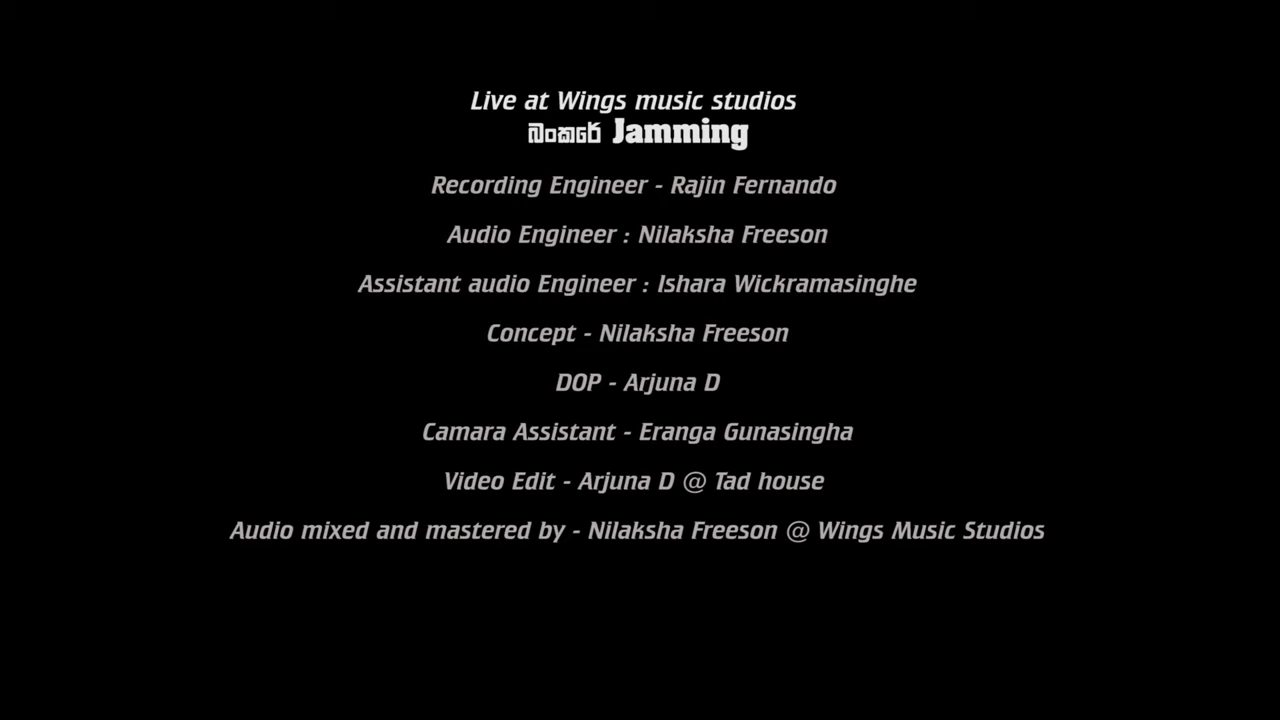 Live at Wings music studios
බංකරේ Jamming
Recording Engineer - Rajin Fernando
Audio Engineer : Nilaksha Freeson
Assistant audio Engineer : Ishara Wickramasinghe
Concept - Nilaksha Freeson
DOP - Arjuna D
Camara Assistant - Eranga Gunasingha
Video Edit - Arjuna D @ Tad house
Audio mixed and mastered by - Nilaksha Freeson @ Wings Music Studios